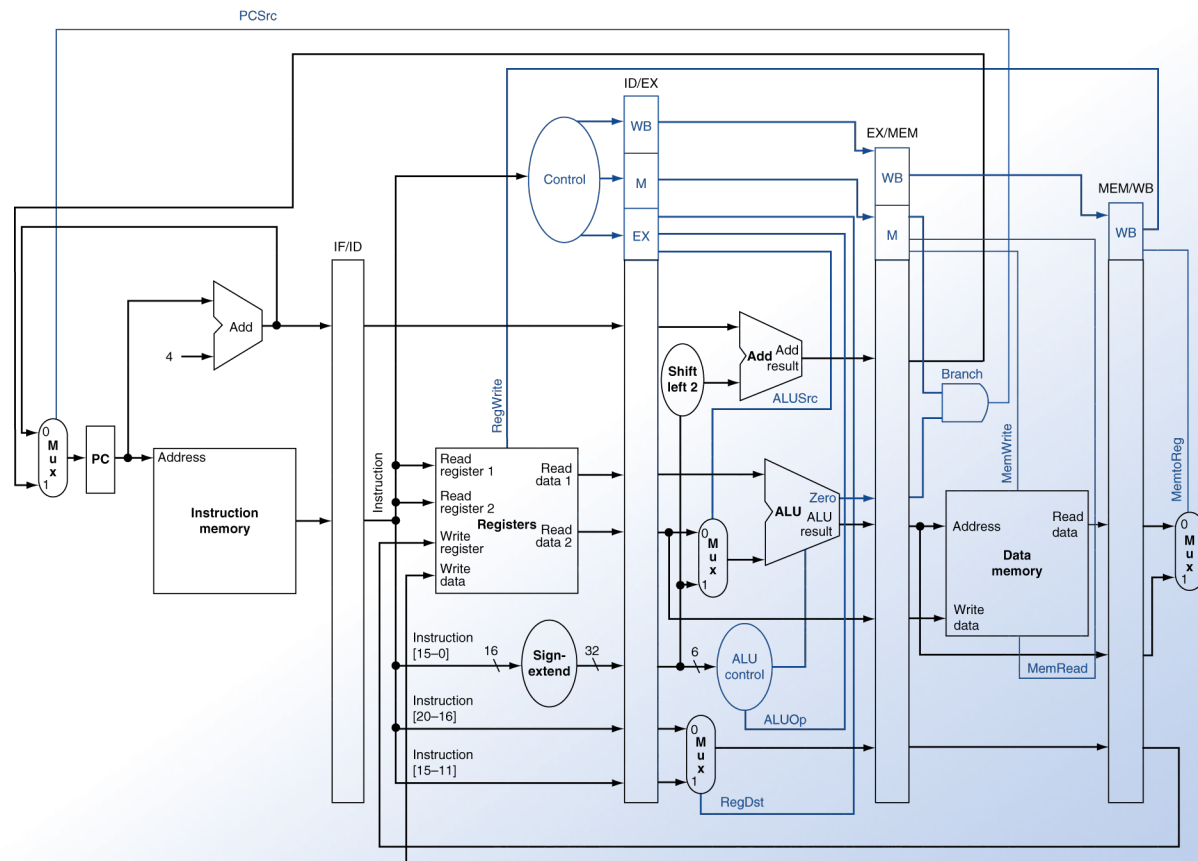 PCSrc
ID/EX
WB
EX/MEM
Control
M
WB
MEM/WB
EX
M
WB
IF/ID
Add
4
Add Add
result
Shift
left 2
Branch
ALUSrc
RegWrite
MemWrite
MemtoReg
0
M
u
x
1
PC
Address
Instruction
memory
Instruction
Read
register 1
Read
data 1
Read
register 2
Registers
Read
data 2
Write
register
Write
data
0
M
u
x
1
Zero
ALU
ALU
result
Address
Read
data
Data
memory
Write
data
0
M
u
x
1
MemRead
Instruction
[15–0]
16
Sign-
extend
32
6
ALU
control
ALUOp
Instruction
[20–16]
Instruction
[15–11]
0
M
u
x
1
RegDst